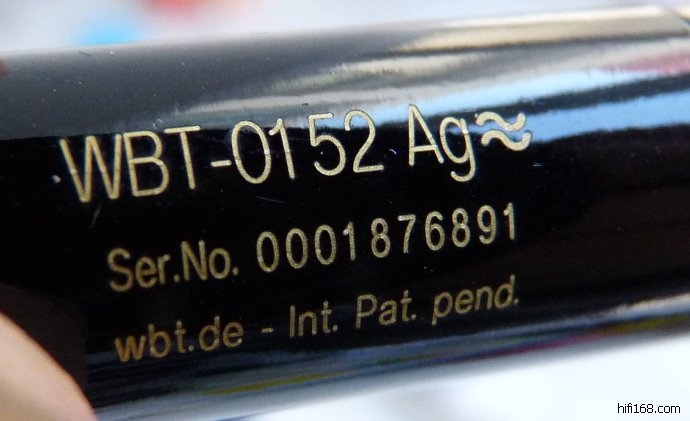 WBT-0152 Ag≈
Ser.No. 0001876891
wbt.de - Int. Pat. pend.
hifi168.com